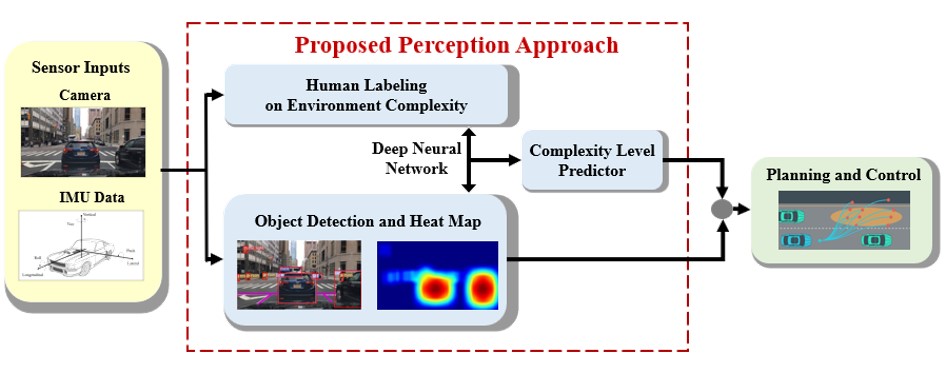 Proposed Perception Approach
Sensor Inputs
Camera
IMU Data
Vertical
Yaw
Roll
Pitch
Lateral
Longitudinal
Human Labeling
on Environment Complexity
Deep Neural
Network
Object Detection and Heat Map
Complexity Level
Predictor
Planning and Control